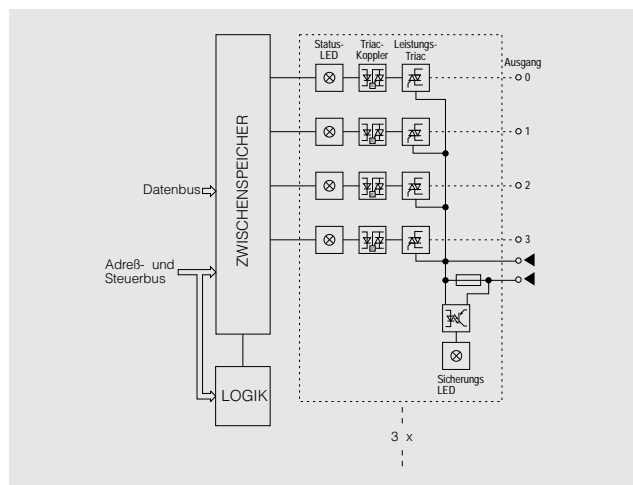 Status-
LED
Triac-
Koppler
Leistungs-
Triac
Ausgang
0
1
2
3
ZWISCHENSPEICHER
Datenbus
Adreß- und
Steuerbus
LOGIK
Sicherungs
LED
3 x